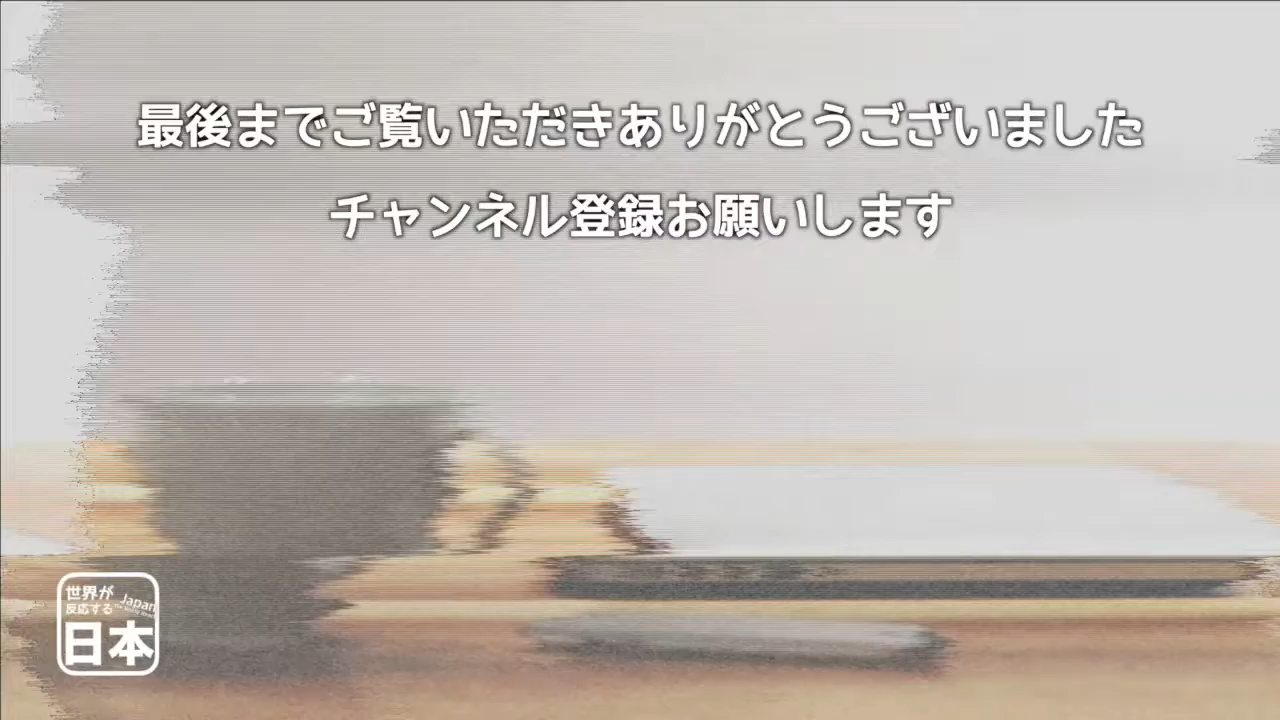 最後までご覧いただきありがとうございました
チャンネル登録お願いします
世界が
反応する
Japan
日本